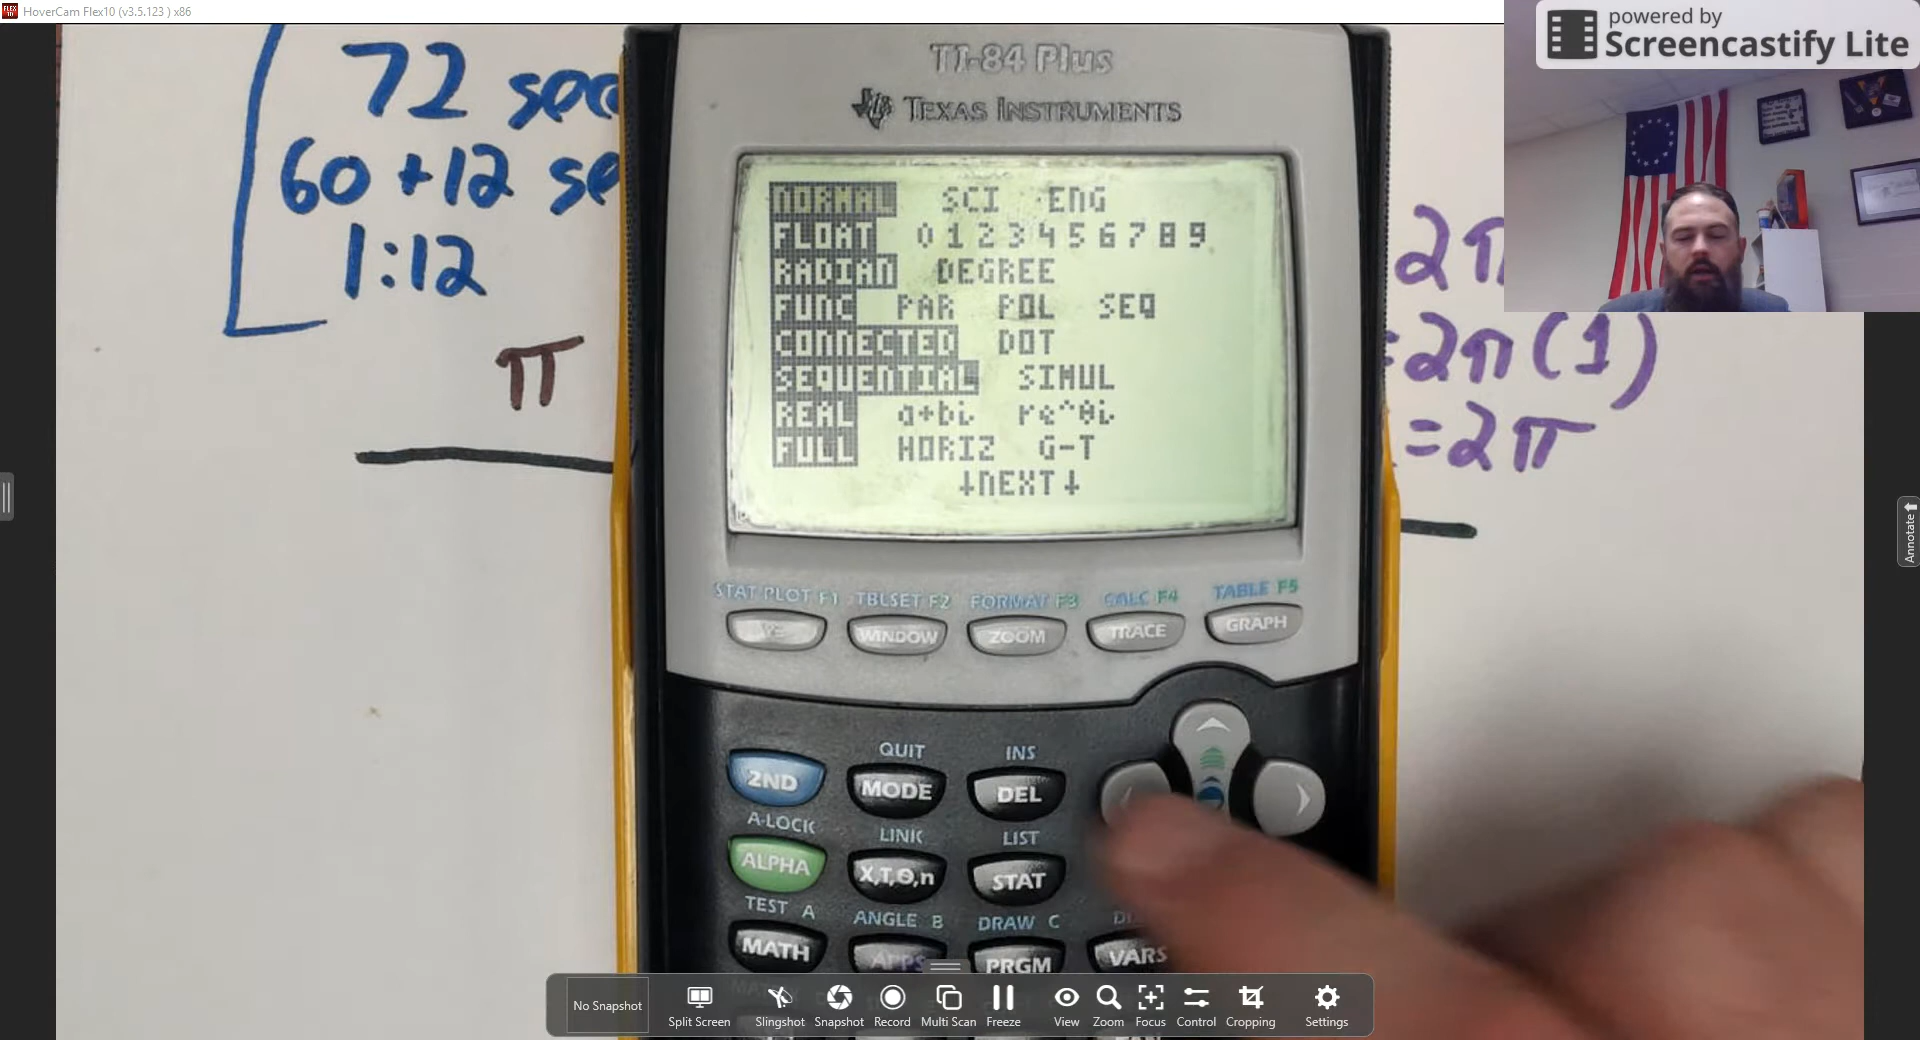 HoverCam Flex10 (v3.5.123 ) x86
powered by
Screencastify Lite
72 sec
60 + 12 se
1:12
π
2π
= 2π (1)
= 2π
TI-84 Plus
TEXAS INSTRUMENTS
NORMAL SCI ENG
FLOAT 0 1 2 3 4 5 6 7 8 9
RADIAN DEGREE
FUNC PAR POL SEQ
CONNECTED DOT
SEQUENTIAL SIMUL
REAL a+bi re^θi
FULL HORIZ G-T
↓NEXT↓
STAT PLOT F1 TBLSET F2 FORMAT F3 CALC F4 TABLE F5
Y= WINDOW ZOOM TRACE GRAPH
QUIT INS
2ND MODE DEL
A-LOCK LINK LIST
ALPHA X,T,Θ,n STAT
TEST A ANGLE B DRAW C
MATH APPS PRGM VARS
No Snapshot
Split Screen Slingshot Snapshot Record Multi Scan Freeze View Zoom Focus Control Cropping Settings
Annotate